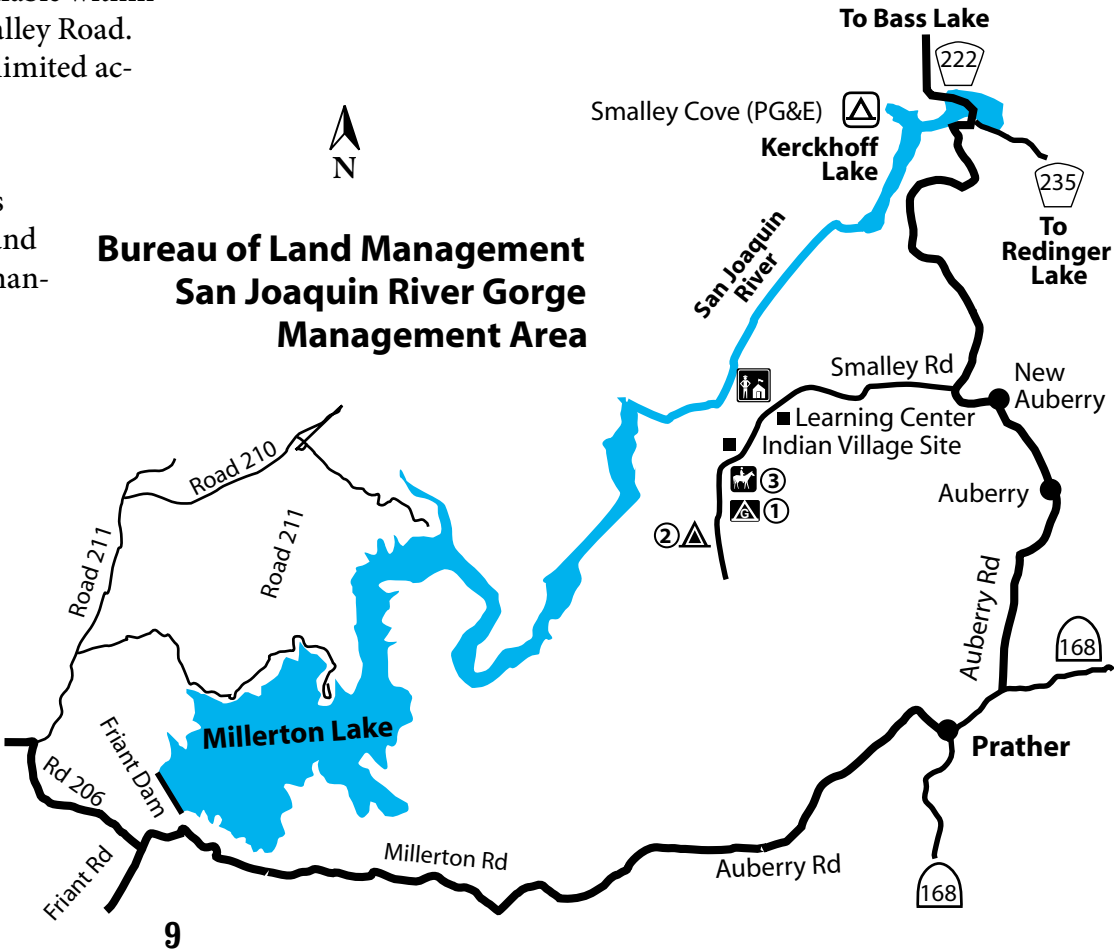 alley Road.
limited ac-
s
To Bass Lake
222
Smalley Cove (PG&E)
Kerckhoff
Lake
235
To
Redinger
Lake
N
Bureau of Land Management
San Joaquin River Gorge
Management Area
San Joaquin
River
Smalley Rd
New
Auberry
Learning Center
Indian Village Site
3
G
1
2
Auberry
Road 210
Road 211
Road 211
Auberry Rd
168
Millerton Lake
Friant Dam
Prather
Rd 206
Friant Rd
Millerton Rd
Auberry Rd
168
9